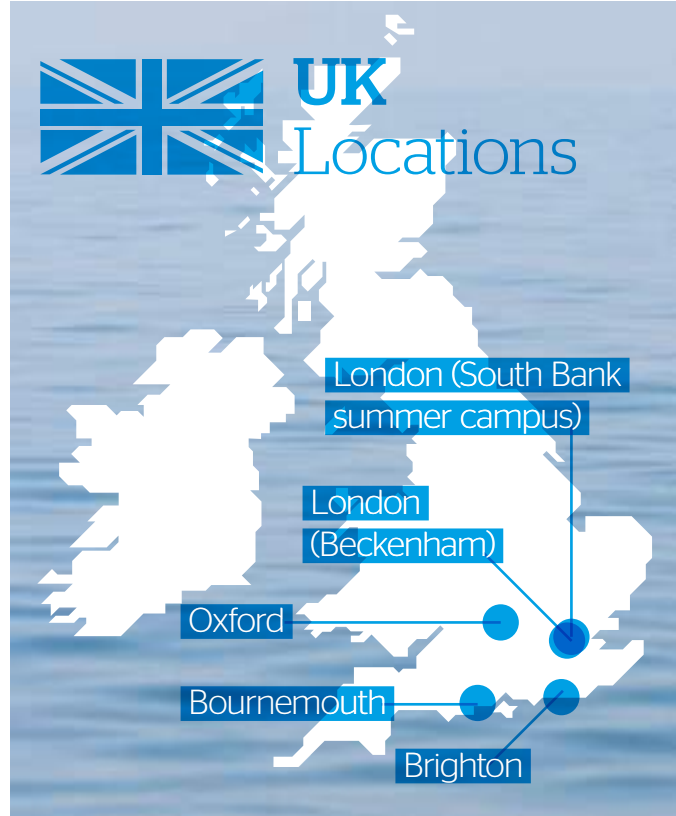 UK
Locations
London (South Bank
summer campus)
London
(Beckenham)
Oxford
Bournemouth
Brighton